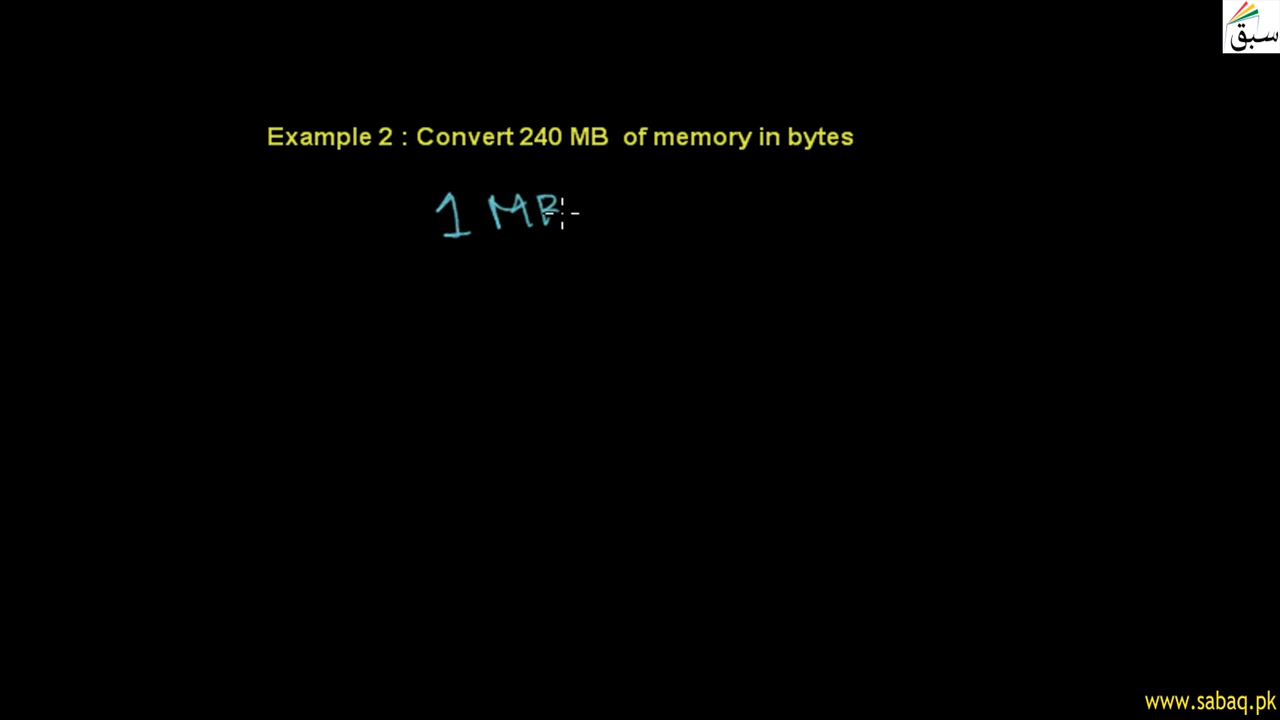 سبق
Example 2 : Convert 240 MB of memory in bytes
1 MB
www.sabaq.pk